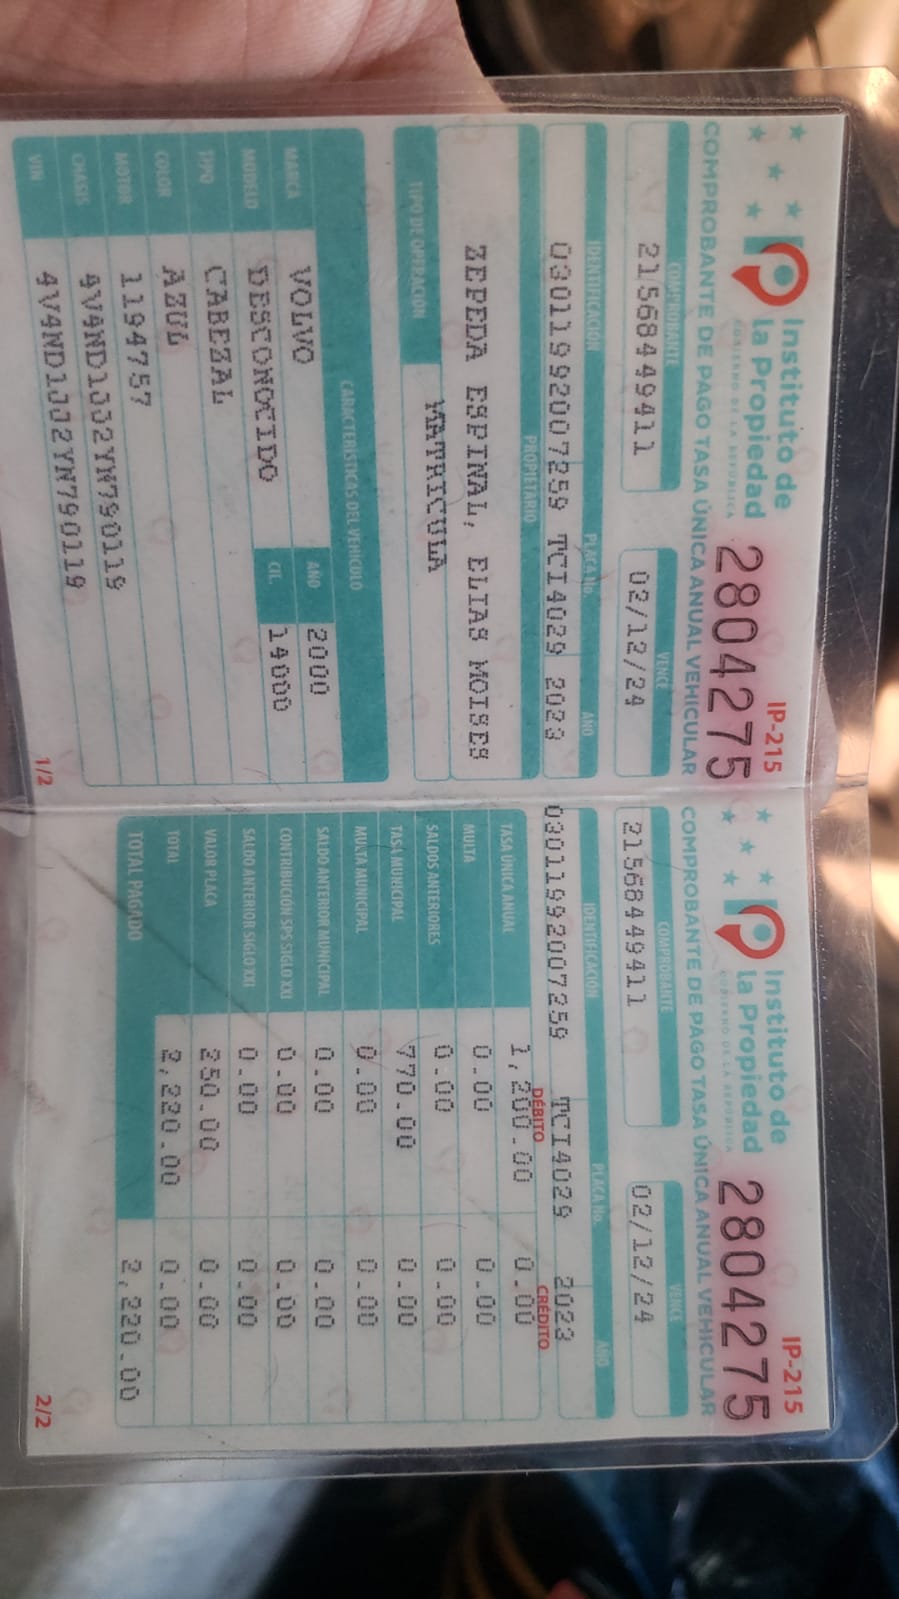 Instituto de
la Propiedad
GOBIERNO DE LA REPÚBLICA
IP-215
2804275
COMPROBANTE DE PAGO TASA ÚNICA ANUAL VEHICULAR
COMPROBANTE VENCE
21568449411 02/12/24
IDENTIFICACIÓN PLACA No. AÑO
03011992007259 TCI4029 2023
PROPIETARIO
ZEPEDA ESPINAL, ELIAS MOISES
TIPO DE OPERACIÓN MATRICULA
CARACTERÍSTICAS DEL VEHÍCULO
MARCA VOLVO AÑO 2000
MODELO DESCONOCIDO CIL. 14000
TIPO CABEZAL
COLOR AZUL
MOTOR 1194757
CHASIS 4V4ND1JJ2YN790119
VIN 4V4ND1JJ2YN790119
1/2
Instituto de
la Propiedad
GOBIERNO DE LA REPÚBLICA
IP-215
2804275
COMPROBANTE DE PAGO TASA ÚNICA ANUAL VEHICULAR
COMPROBANTE VENCE
21568449411 02/12/24
IDENTIFICACIÓN PLACA No. AÑO
03011992007259 TCI4029 2023
DÉBITO CRÉDITO
TASA ÚNICA ANUAL 1,200.00 0.00
MULTA 0.00 0.00
SALDOS ANTERIORES 0.00 0.00
TASA MUNICIPAL 770.00 0.00
MULTA MUNICIPAL 0.00 0.00
SALDO ANTERIOR MUNICIPAL 0.00 0.00
CONTRIBUCIÓN SPS SIGLO XXI 0.00 0.00
SALDO ANTERIOR SIGLO XXI 0.00 0.00
VALOR PLACA 250.00 0.00
TOTAL 2,220.00 0.00
TOTAL PAGADO 2,220.00
2/2